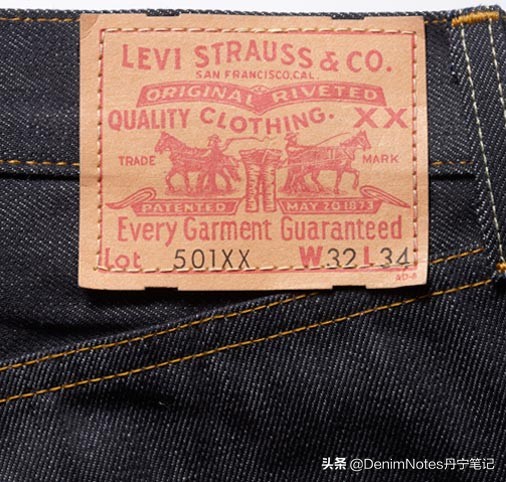 LEVI STRAUSS & CO.
SAN FRANCISCO, CAL.
ORIGINAL RIVETED
QUALITY CLOTHING. XX
TRADE MARK
PATENTED MAY 20 1873
Every Garment Guaranteed
Lot 501XX W 32 L 34
头条 @DenimNotes丹宁笔记